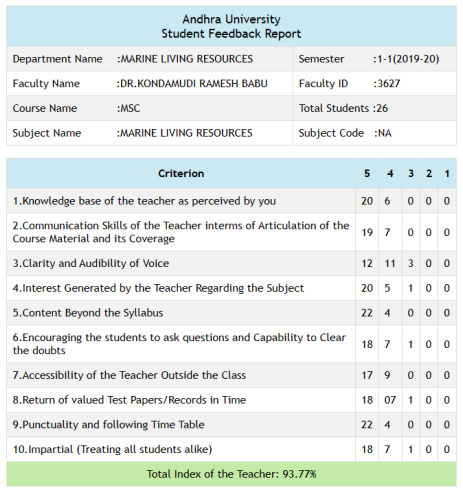 Andhra University
Student Feedback Report
Department Name :MARINE LIVING RESOURCES Semester :1-1(2019-20)
Faculty Name :DR.KONDAMUDI RAMESH BABU Faculty ID :3627
Course Name :MSC Total Students :26
Subject Name :MARINE LIVING RESOURCES Subject Code :NA
Criterion 5 4 3 2 1
1.Knowledge base of the teacher as perceived by you 20 6 0 0 0
2.Communication Skills of the Teacher interms of Articulation of the
Course Material and its Coverage 19 7 0 0 0
3.Clarity and Audibility of Voice 12 11 3 0 0
4.Interest Generated by the Teacher Regarding the Subject 20 5 1 0 0
5.Content Beyond the Syllabus 22 4 0 0 0
6.Encouraging the students to ask questions and Capability to Clear
the doubts 18 7 1 0 0
7.Accessibility of the Teacher Outside the Class 17 9 0 0 0
8.Return of valued Test Papers/Records in Time 18 07 1 0 0
9.Punctuality and following Time Table 22 4 0 0 0
10.Impartial (Treating all students alike) 18 7 1 0 0
Total Index of the Teacher: 93.77%